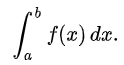 ∫_a^b f(x) dx.